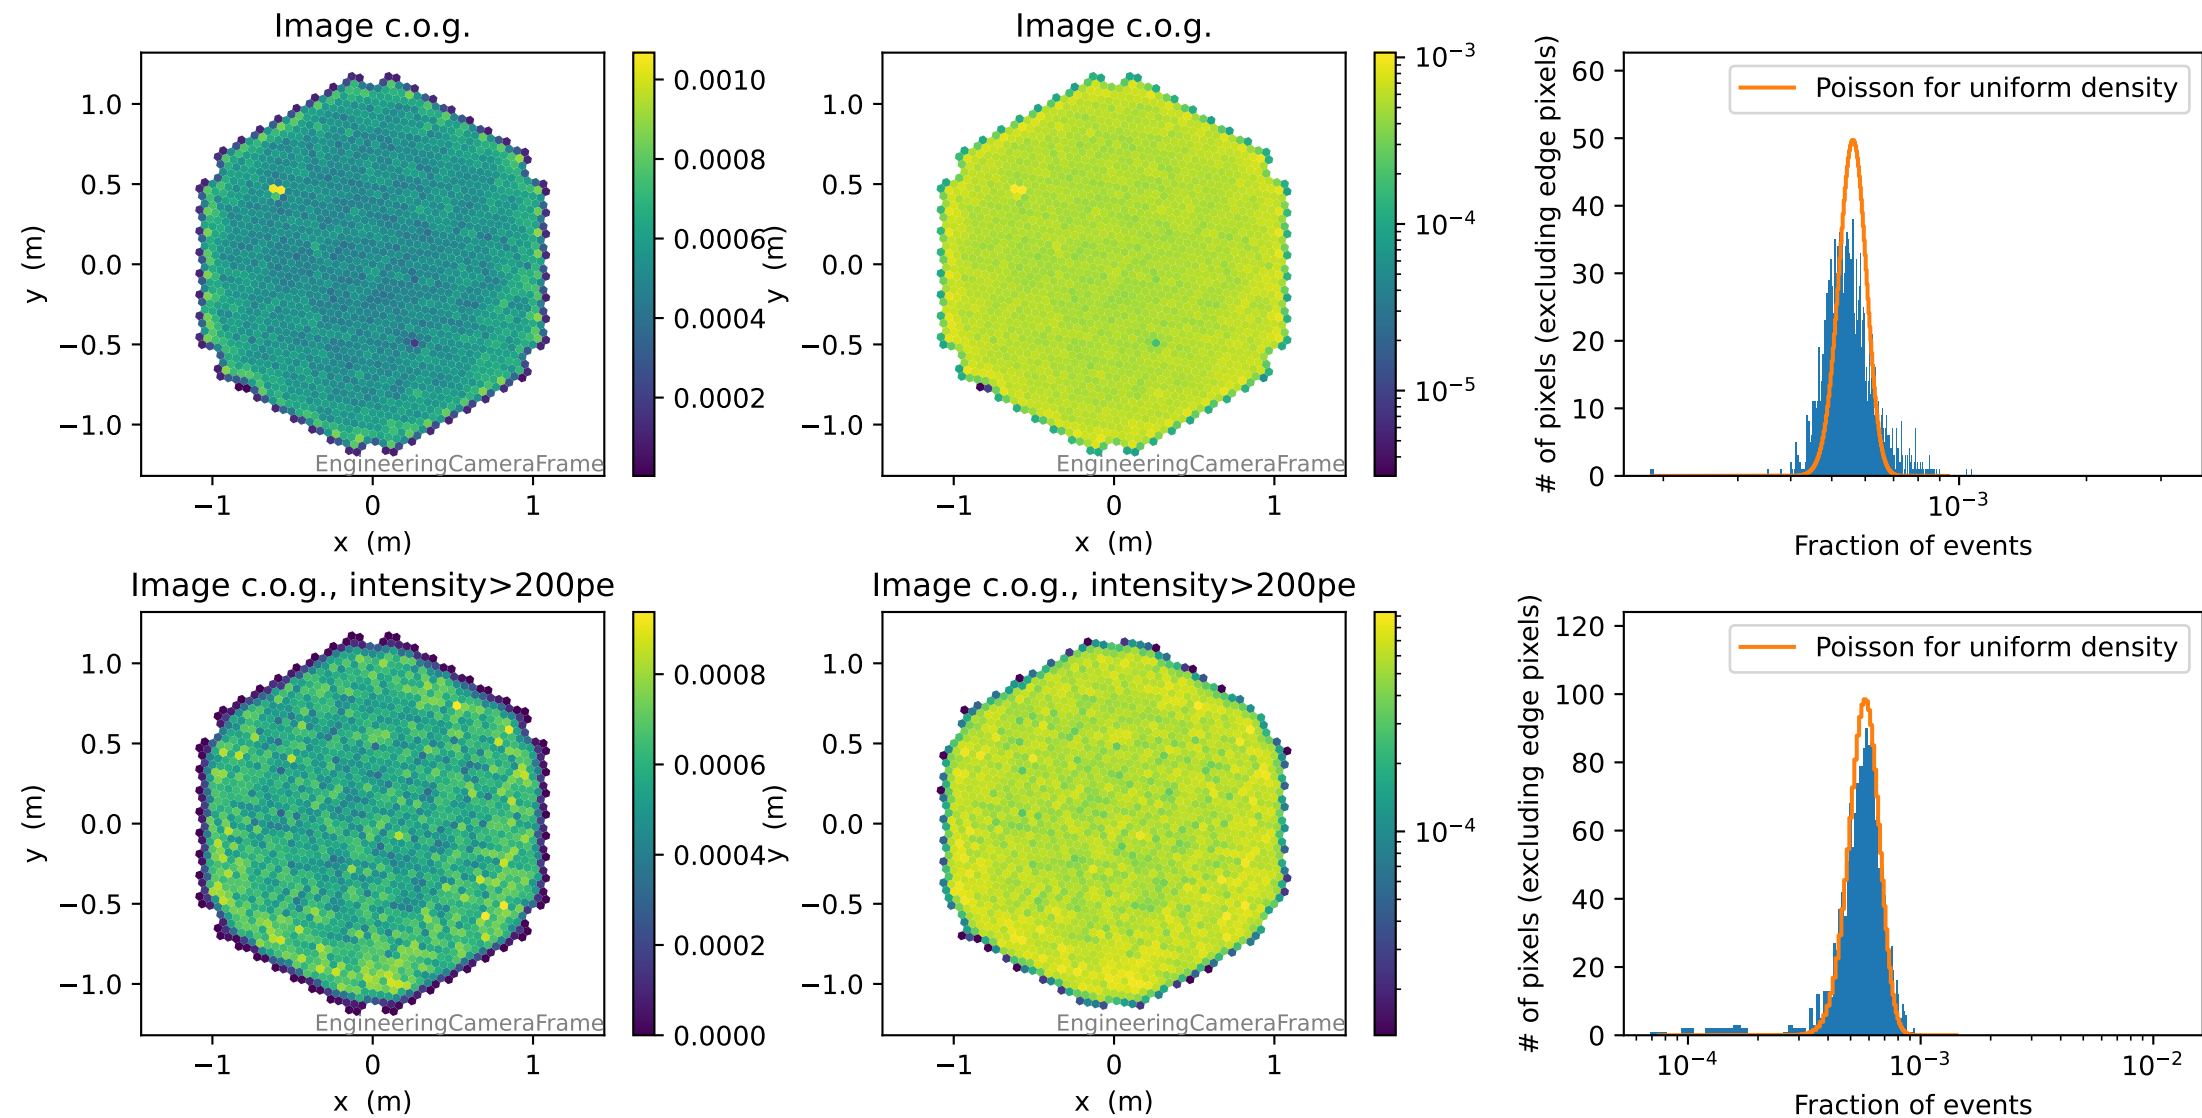 Image c.o.g.
1.0
0.5
0.0
−0.5
−1.0
y (m)
−1
0
1
x (m)
EngineeringCameraFrame
0.0010
0.0008
0.0006
0.0004
0.0002
Image c.o.g.
1.0
0.5
0.0
−0.5
−1.0
y (m)
−1
0
1
x (m)
EngineeringCameraFrame
10⁻³
10⁻⁴
10⁻⁵
Poisson for uniform density
60
50
40
30
20
10
0
# of pixels (excluding edge pixels)
10⁻³
Fraction of events
Image c.o.g., intensity>200pe
1.0
0.5
0.0
−0.5
−1.0
y (m)
−1
0
1
x (m)
EngineeringCameraFrame
0.0008
0.0006
0.0004
0.0002
0.0000
Image c.o.g., intensity>200pe
1.0
0.5
0.0
−0.5
−1.0
y (m)
−1
0
1
x (m)
EngineeringCameraFrame
10⁻⁴
Poisson for uniform density
120
100
80
60
40
20
0
# of pixels (excluding edge pixels)
10⁻⁴
10⁻³
10⁻²
Fraction of events